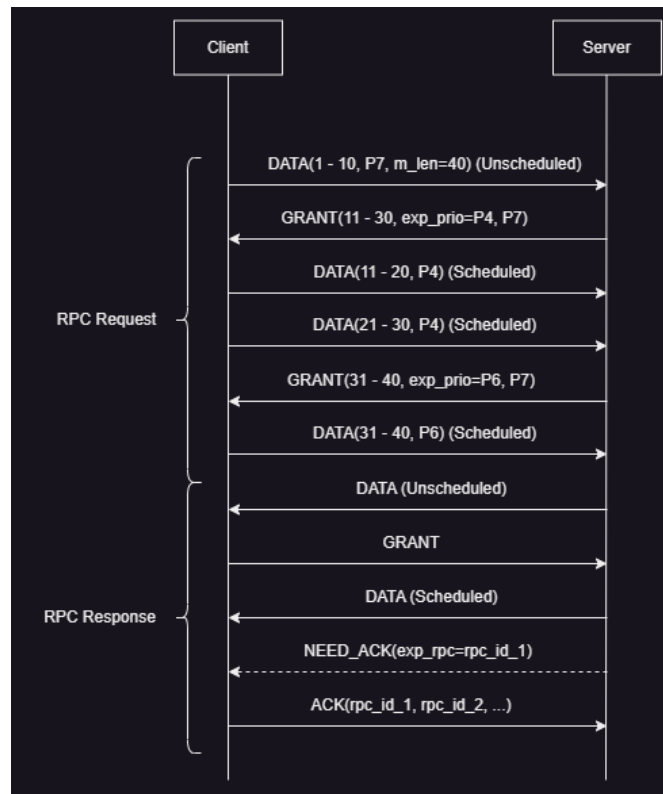 Client
Server
DATA(1 - 10, P7, m_len=40) (Unscheduled)
GRANT(11 - 30, exp_prio=P4, P7)
DATA(11 - 20, P4) (Scheduled)
RPC Request
DATA(21 - 30, P4) (Scheduled)
GRANT(31 - 40, exp_prio=P6, P7)
DATA(31 - 40, P6) (Scheduled)
DATA (Unscheduled)
GRANT
DATA (Scheduled)
RPC Response
NEED_ACK(exp_rpc=rpc_id_1)
ACK(rpc_id_1, rpc_id_2, ...)